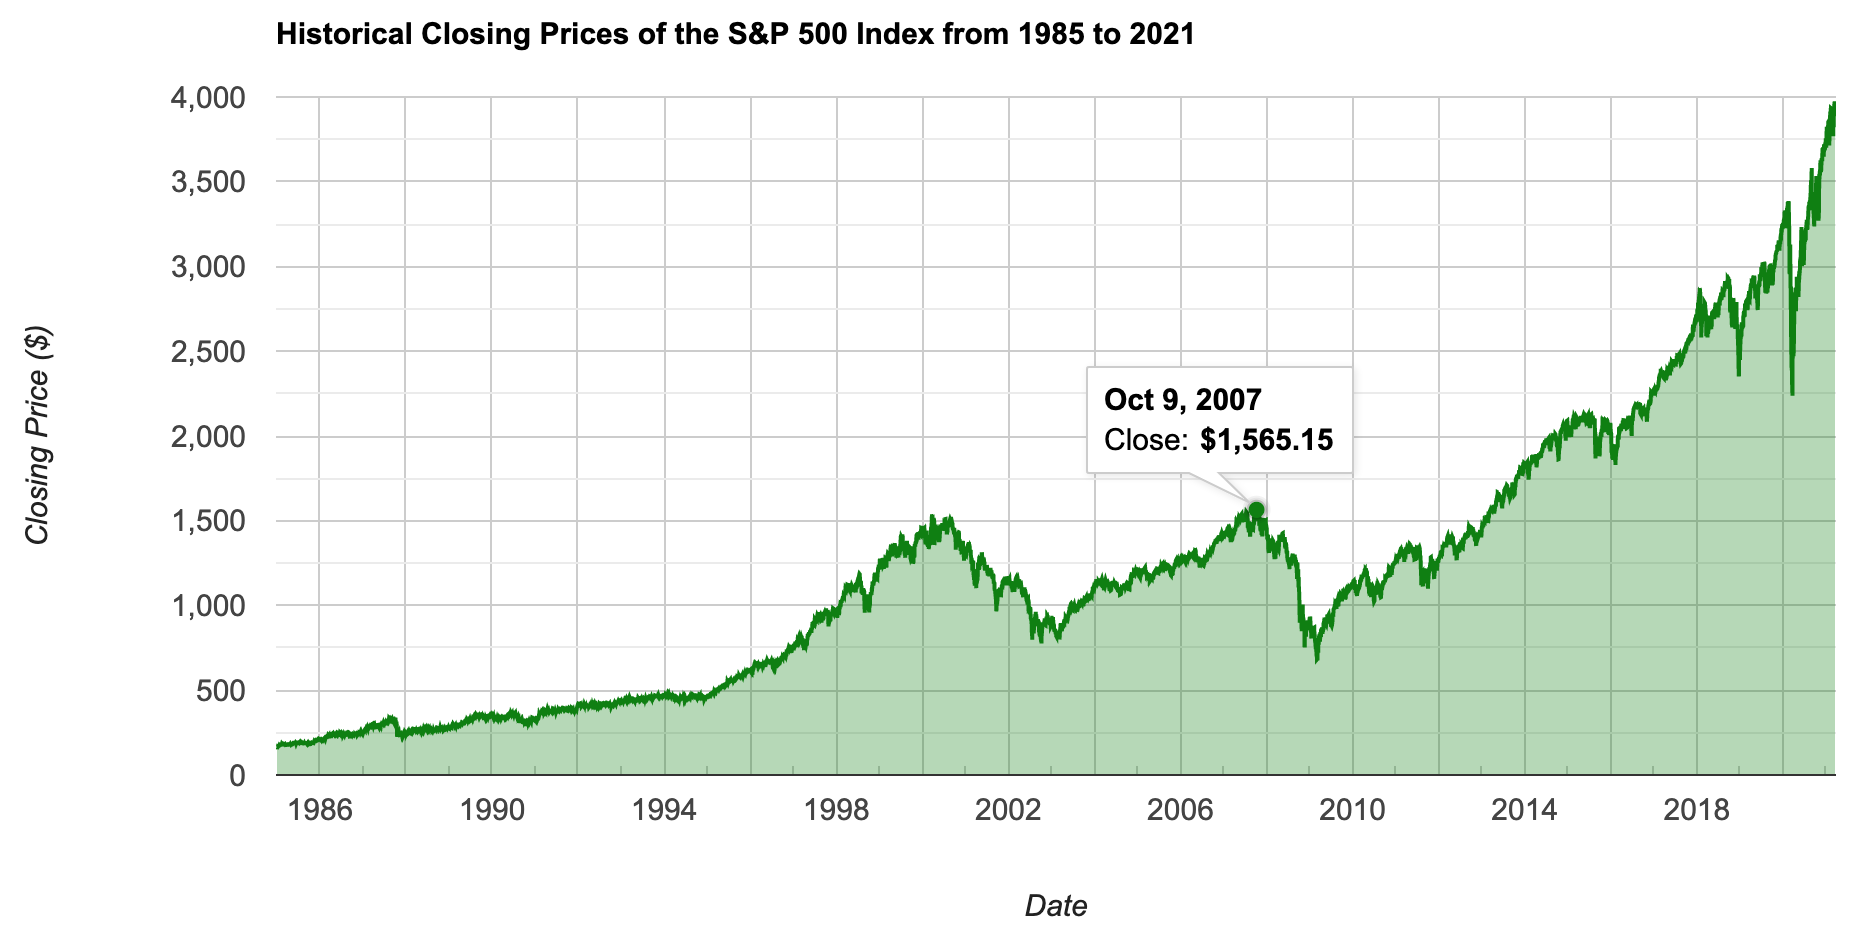 Historical Closing Prices of the S&P 500 Index from 1985 to 2021
4,000
3,500
3,000
2,500
2,000
1,500
1,000
500
0
Closing Price ($)
Oct 9, 2007
Close: $1,565.15
1986 1990 1994 1998 2002 2006 2010 2014 2018
Date